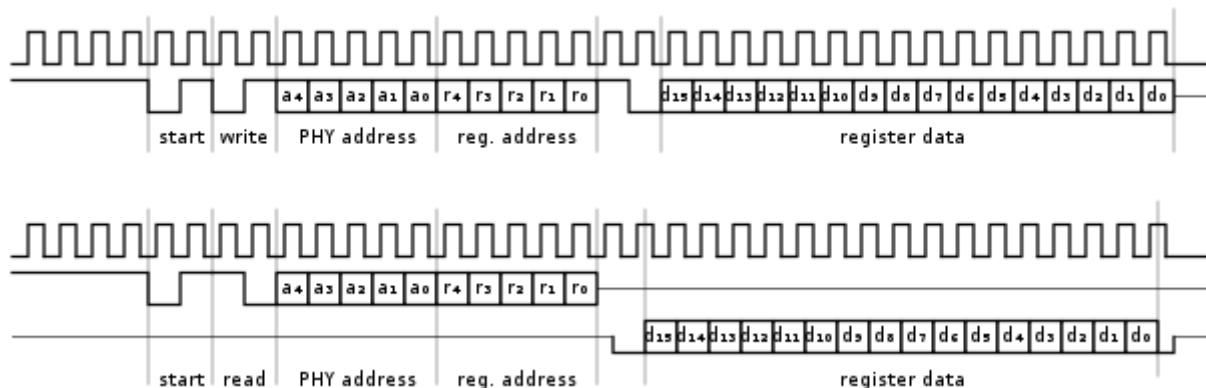 a₄ a₃ a₂ a₁ a₀ r₄ r₃ r₂ r₁ r₀ d₁₅ d₁₄ d₁₃ d₁₂ d₁₁ d₁₀ d₉ d₈ d₇ d₆ d₅ d₄ d₃ d₂ d₁ d₀
start write PHY address reg. address register data
a₄ a₃ a₂ a₁ a₀ r₄ r₃ r₂ r₁ r₀
d₁₅ d₁₄ d₁₃ d₁₂ d₁₁ d₁₀ d₉ d₈ d₇ d₆ d₅ d₄ d₃ d₂ d₁ d₀
start read PHY address reg. address register data